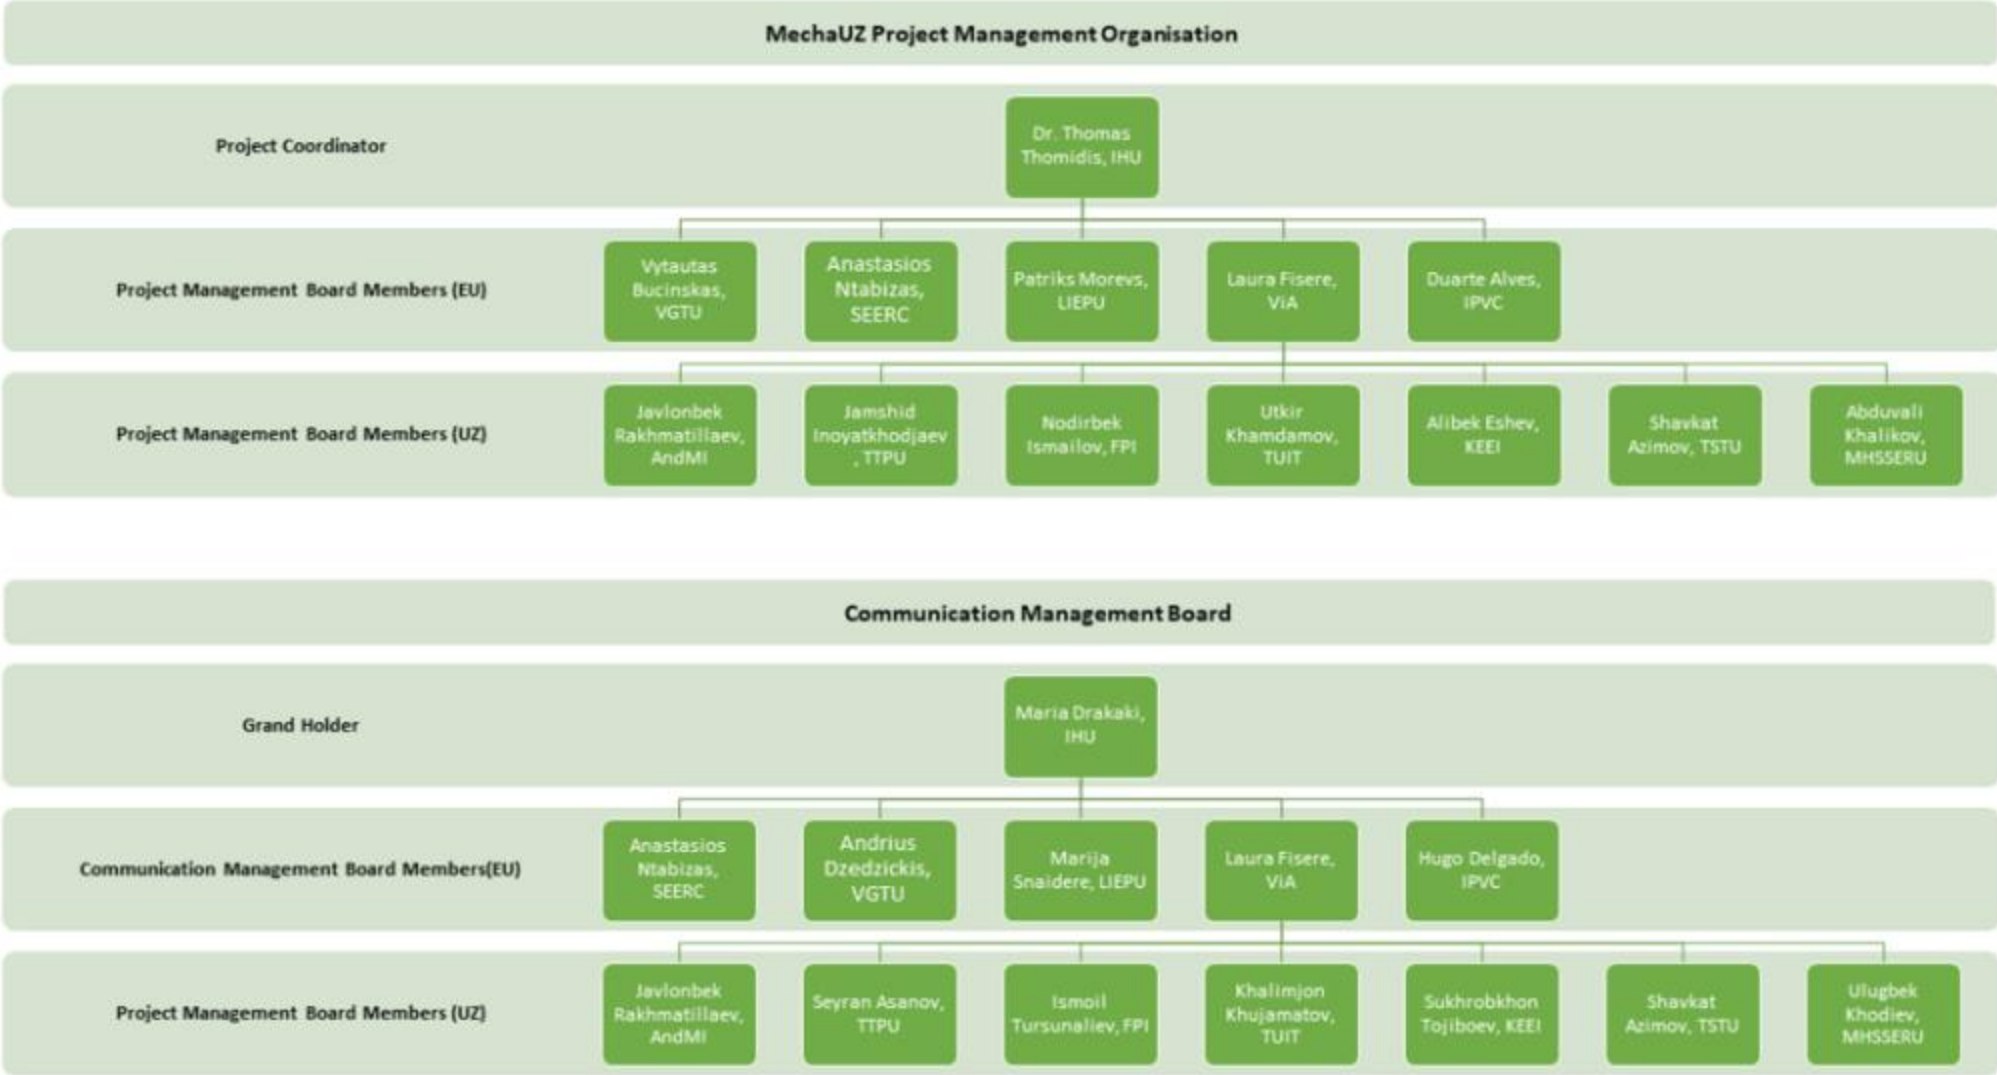 MechaUZ Project Management Organisation
Project Coordinator
Dr. Thomas
Thomidis, IHU
Project Management Board Members (EU)
Vytautas
Bucinskas,
VGTU
Anastasios
Ntabizas,
SEERC
Patriks Morevs,
LIEPU
Laura Fisere,
ViA
Duarte Alves,
IPVC
Project Management Board Members (UZ)
Javlonbek
Rakhmatillaev,
AndMI
Jamshid
Inoyatkhodjaev
, TTPU
Nodirbek
Ismailov, FPI
Utkir
Khamdamov,
TUIT
Alibek Eshev,
KEEI
Shavkat
Azimov, TSTU
Abduvali
Khalikov,
MHSSERU
Communication Management Board
Grand Holder
Maria Drakaki,
IHU
Communication Management Board Members(EU)
Anastasios
Ntabizas,
SEERC
Andrius
Dzedzickis,
VGTU
Marija
Snaidere, LIEPU
Laura Fisere,
ViA
Hugo Delgado,
IPVC
Project Management Board Members (UZ)
Javlonbek
Rakhmatillaev,
AndMI
Seyran Asanov,
TTPU
Ismoil
Tursunaliev, FPI
Khalimjon
Khujamatov,
TUIT
Sukhrobkhon
Tojiboev, KEEI
Shavkat
Azimov, TSTU
Ulugbek
Khodiev,
MHSSERU